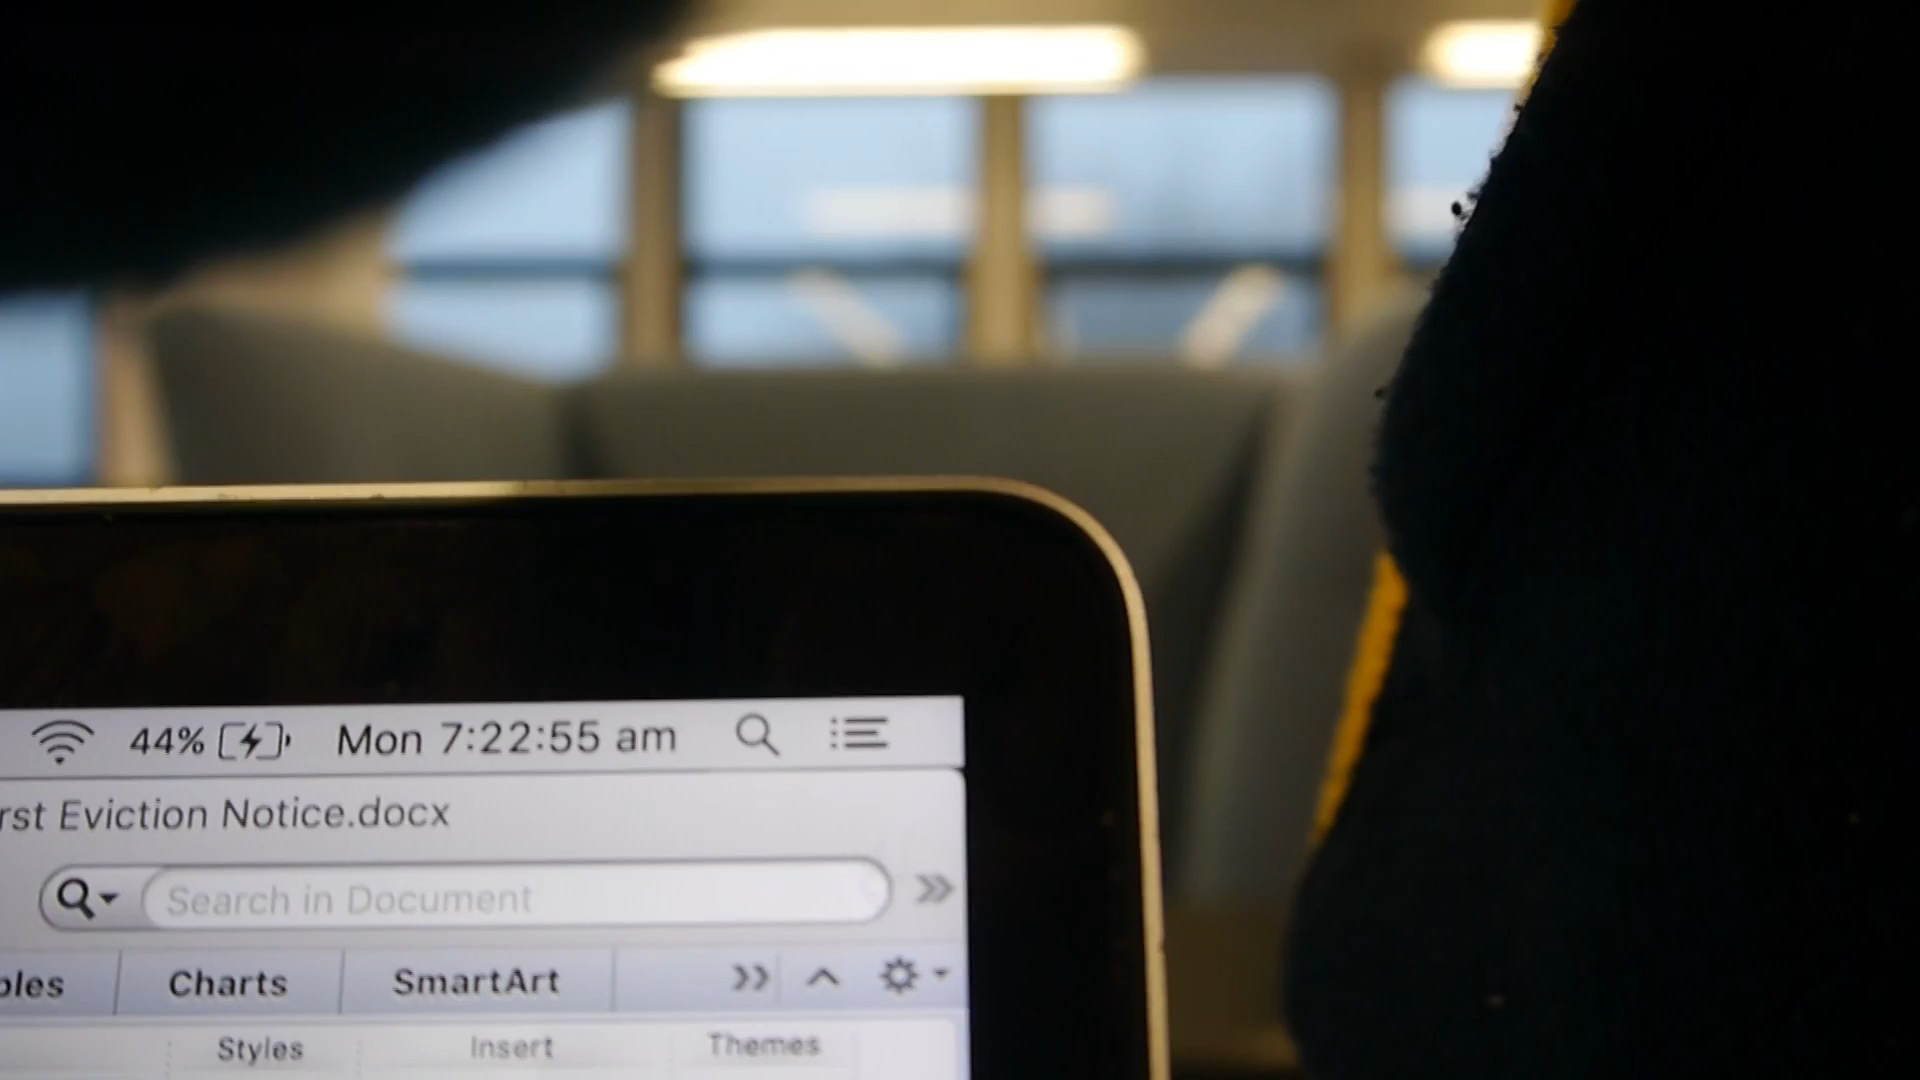 44% Mon 7:22:55 am
rst Eviction Notice.docx
Search in Document
bles Charts SmartArt
Styles Insert Themes